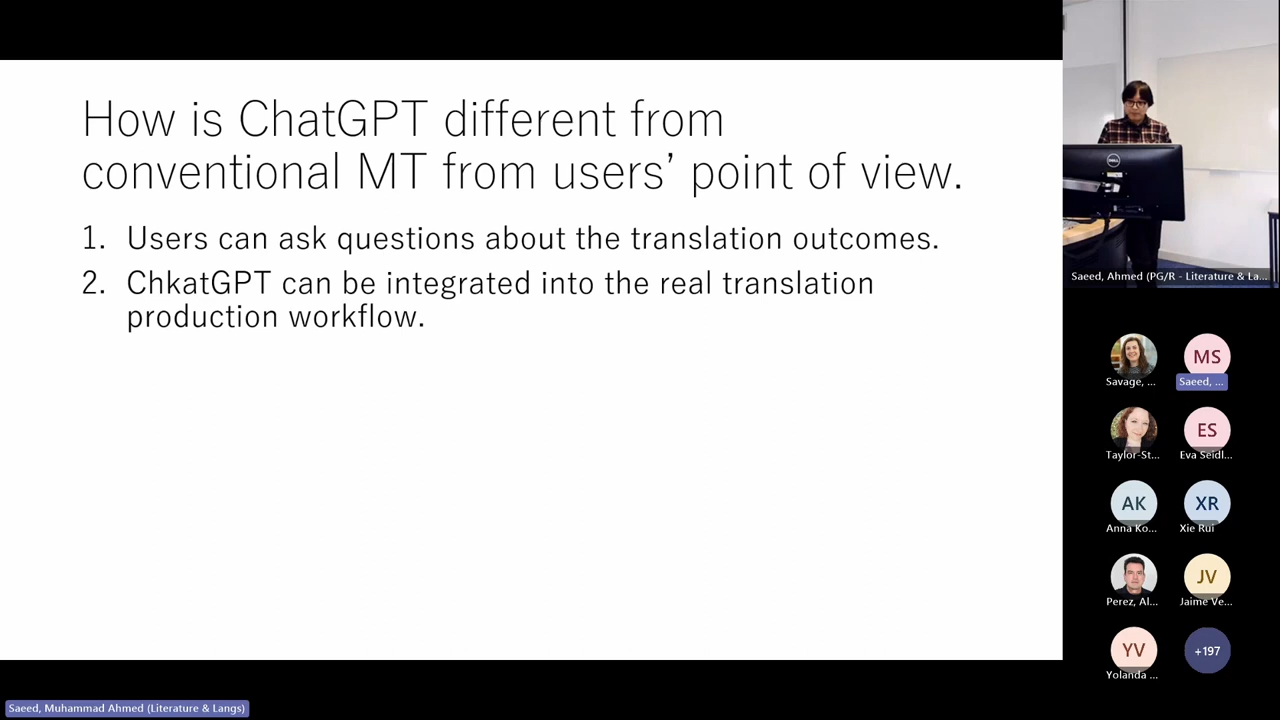 How is ChatGPT different from
conventional MT from users’ point of view.
1. Users can ask questions about the translation outcomes.
2. ChkatGPT can be integrated into the real translation
production workflow.
DELL
Saeed, Ahmed (PG/R - Literature & La...
Savage, ...
MS
Saeed, ...
Taylor-St...
ES
Eva Seidl...
AK
Anna Ko...
XR
Xie Rui
Perez, Al...
JV
Jaime Ve...
YV
Yolanda ...
+197
Saeed, Muhammad Ahmed (Literature & Langs)